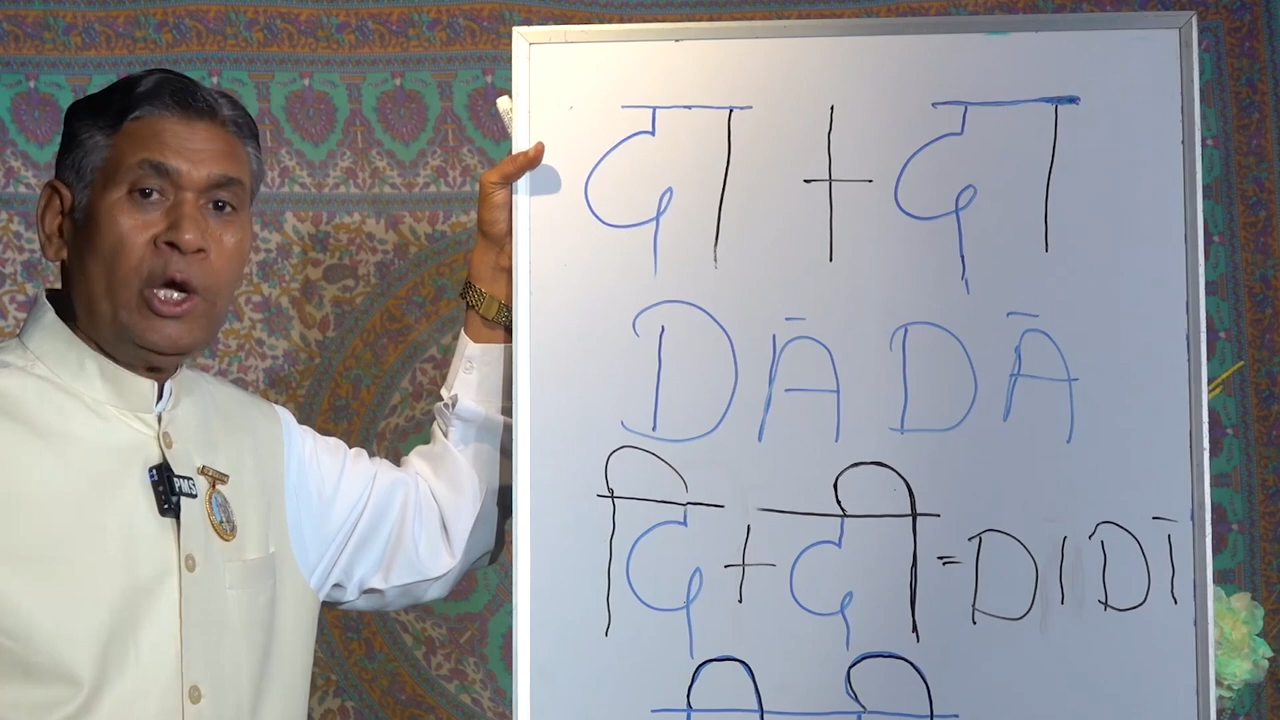 दा + दा
DĀDĀ
दि + दी = DIDĪ
PMS